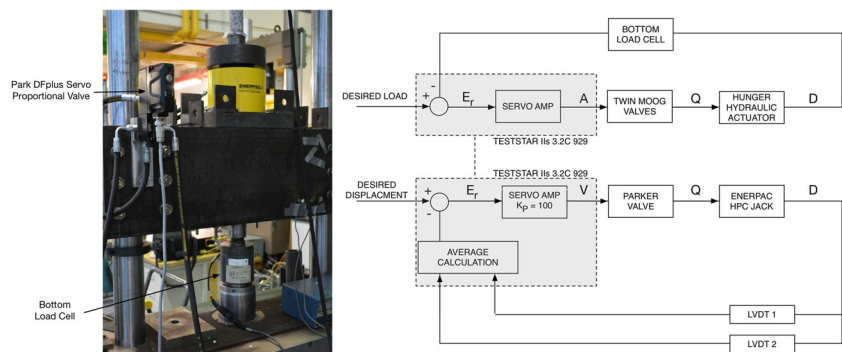 Park DFplus Servo
Proportional Valve
ENERPAC
Bottom
Load Cell
BOTTOM
LOAD CELL
-
+
DESIRED LOAD
Er
SERVO AMP
A
TWIN MOOG
VALVES
Q
HUNGER
HYDRAULIC
ACTUATOR
D
TESTSTAR IIs 3.2C 929
TESTSTAR IIs 3.2C 929
DESIRED
DISPLACMENT
+
-
Er
SERVO AMP
KP = 100
V
PARKER
VALVE
Q
ENERPAC
HPC JACK
D
AVERAGE
CALCULATION
LVDT 1
LVDT 2